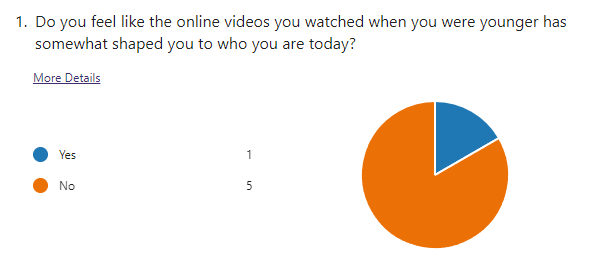 1. Do you feel like the online videos you watched when you were younger has
somewhat shaped you to who you are today?
More Details
Yes 1
No 5